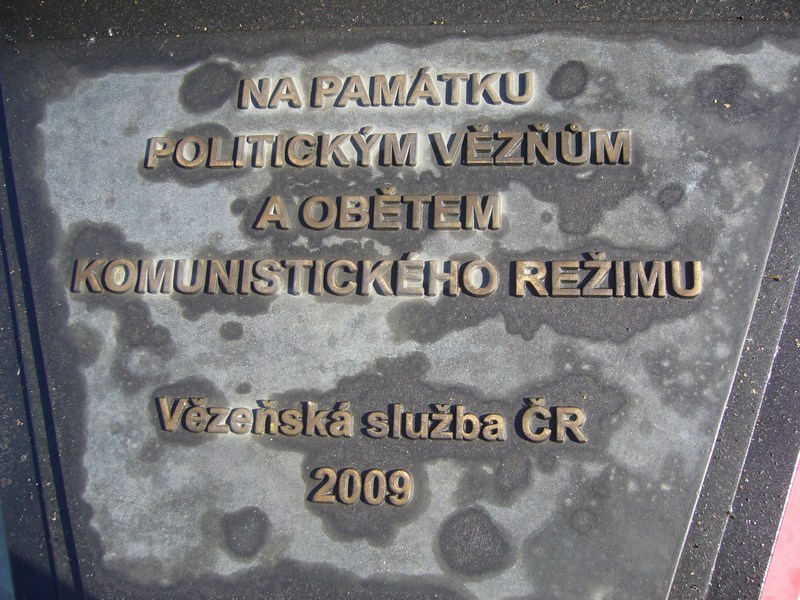 NA PAMÁTKU
POLITICKÝM VĚZŇŮM
A OBĚTEM
KOMUNISTICKÉHO REŽIMU
Vězeňská služba ČR
2009